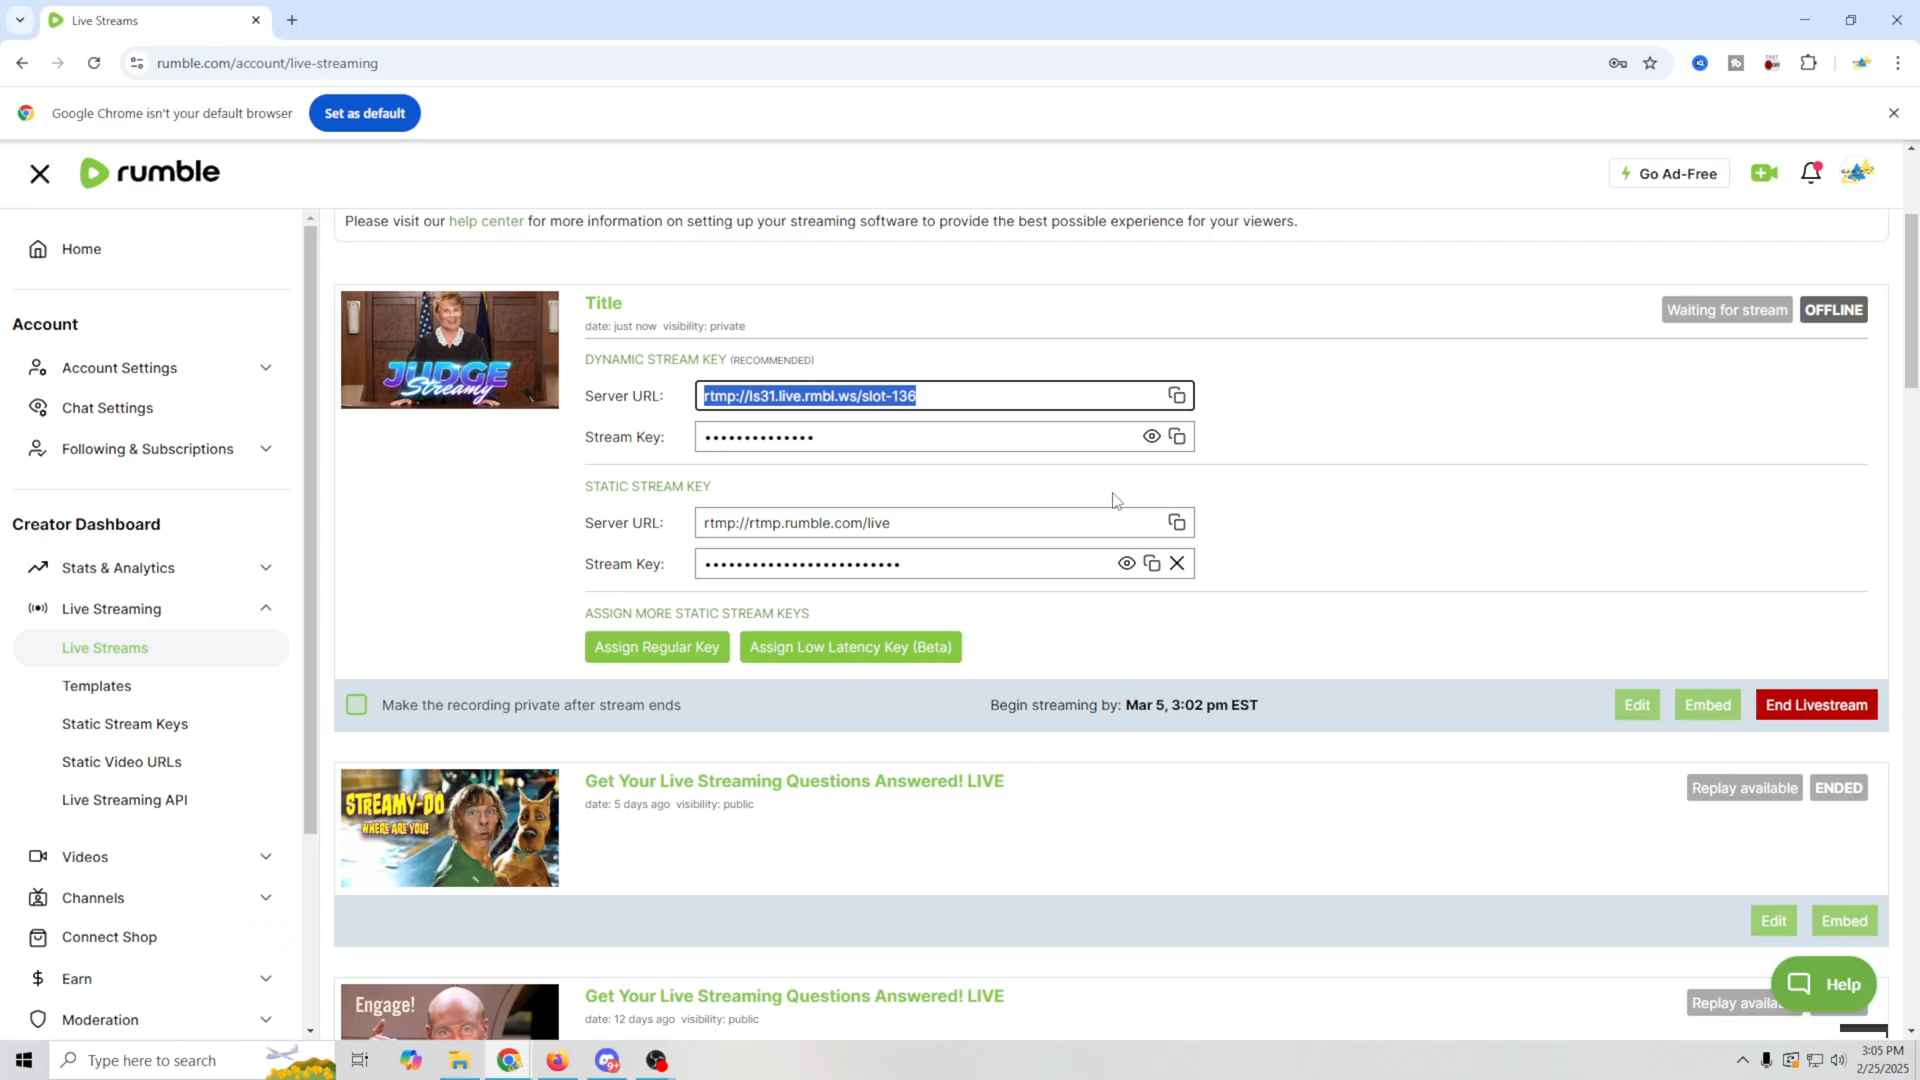 Live Streams
rumble.com/account/live-streaming
Google Chrome isn't your default browser
Set as default
rumble
Go Ad-Free
Please visit our help center for more information on setting up your streaming software to provide the best possible experience for your viewers.
Home
Account
Account Settings
Chat Settings
Following & Subscriptions
Creator Dashboard
Stats & Analytics
Live Streaming
Live Streams
Templates
Static Stream Keys
Static Video URLs
Live Streaming API
Videos
Channels
Connect Shop
Earn
Moderation
JUDGE
Streamy
Title
Waiting for stream OFFLINE
date: just now visibility: private
DYNAMIC STREAM KEY (RECOMMENDED)
Server URL: rtmp://ls31.live.rmbl.ws/slot-136
Stream Key: ••••••••••••••
STATIC STREAM KEY
Server URL: rtmp://rtmp.rumble.com/live
Stream Key: •••••••••••••••••••••••••
ASSIGN MORE STATIC STREAM KEYS
Assign Regular Key Assign Low Latency Key (Beta)
Make the recording private after stream ends Begin streaming by: Mar 5, 3:02 pm EST Edit Embed End Livestream
STREAMY-DO
WHERE ARE YOU!
Get Your Live Streaming Questions Answered! LIVE
Replay available ENDED
date: 5 days ago visibility: public
Edit Embed
Engage!
Get Your Live Streaming Questions Answered! LIVE
date: 12 days ago visibility: public
Help
Type here to search
9+
3:05 PM
2/25/2025